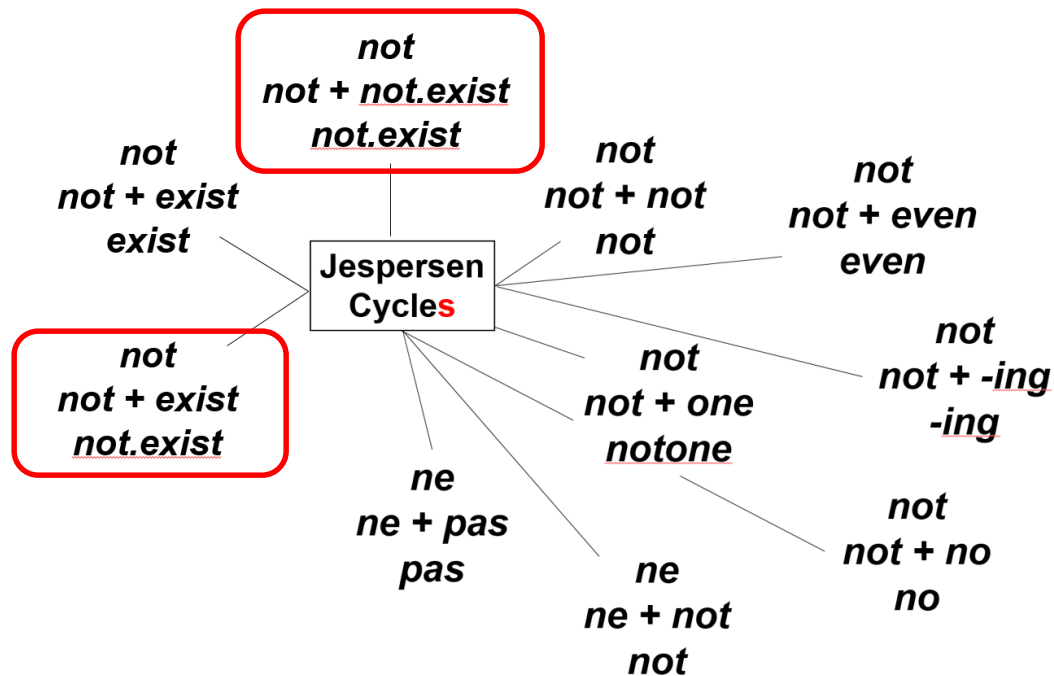 not
not + not.exist
not.exist
not
not + exist
exist
not
not + not
not
not
not + even
even
Jespersen
Cycles
not
not + exist
not.exist
not
not + one
notone
not
not + -ing
-ing
ne
ne + pas
pas
ne
ne + not
not
not
not + no
no